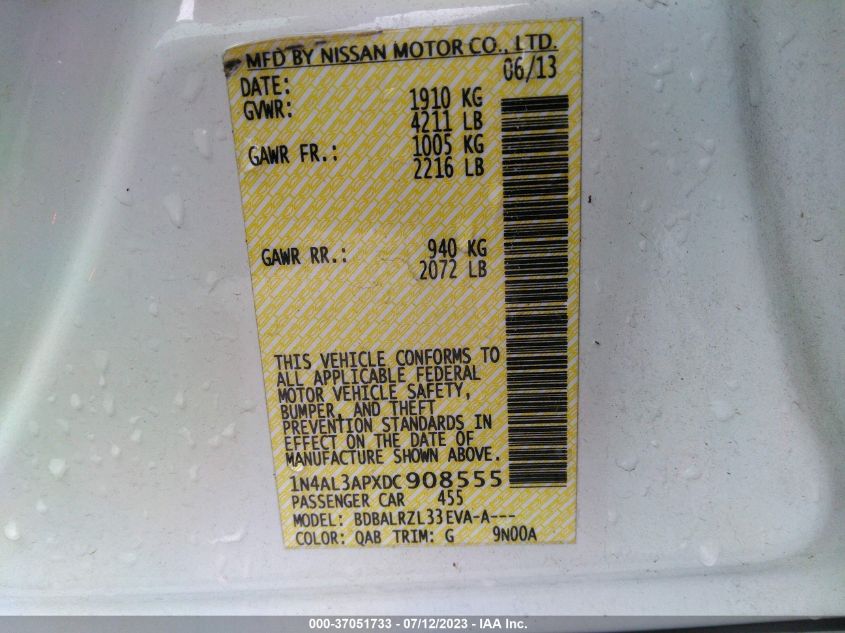 MFD BY NISSAN MOTOR CO., LTD.
DATE: 06/13
GVWR: 1910 KG
4211 LB
GAWR FR.: 1005 KG
2216 LB
GAWR RR.: 940 KG
2072 LB
THIS VEHICLE CONFORMS TO
ALL APPLICABLE FEDERAL
MOTOR VEHICLE SAFETY,
BUMPER, AND THEFT
PREVENTION STANDARDS IN
EFFECT ON THE DATE OF
MANUFACTURE SHOWN ABOVE.
1N4AL3APXDC908555
PASSENGER CAR 455
MODEL: BDBALRZL33EVA-A---
COLOR: QAB TRIM: G 9N00A
000-37051733 - 07/12/2023 - IAA Inc.